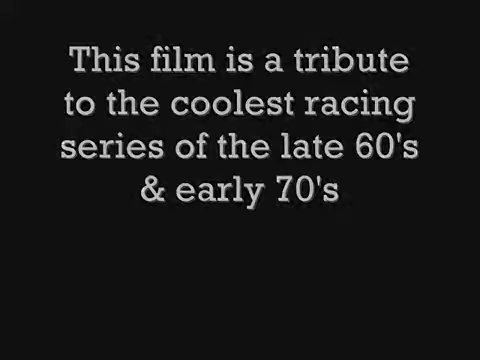 This film is a tribute
to the coolest racing
series of the late 60's
& early 70's